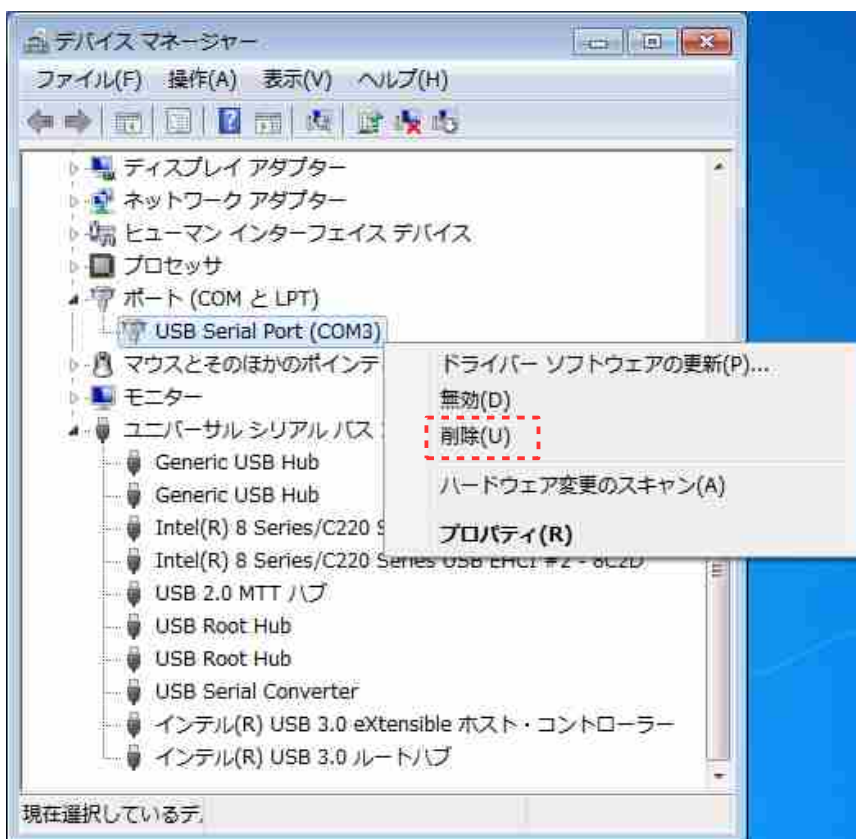 デバイス マネージャー
ファイル(F) 操作(A) 表示(V) ヘルプ(H)
ディスプレイ アダプター
ネットワーク アダプター
ヒューマン インターフェイス デバイス
プロセッサ
ポート (COM と LPT)
USB Serial Port (COM3)
マウスとそのほかのポインテ
モニター
ユニバーサル シリアル バス
Generic USB Hub
Generic USB Hub
Intel(R) 8 Series/C220 S
Intel(R) 8 Series/C220 Series USB EHCI #2 - 8C2D
USB 2.0 MTT ハブ
USB Root Hub
USB Root Hub
USB Serial Converter
インテル(R) USB 3.0 eXtensible ホスト・コントローラー
インテル(R) USB 3.0 ルートハブ
ドライバー ソフトウェアの更新(P)...
無効(D)
削除(U)
ハードウェア変更のスキャン(A)
プロパティ(R)
現在選択しているデ